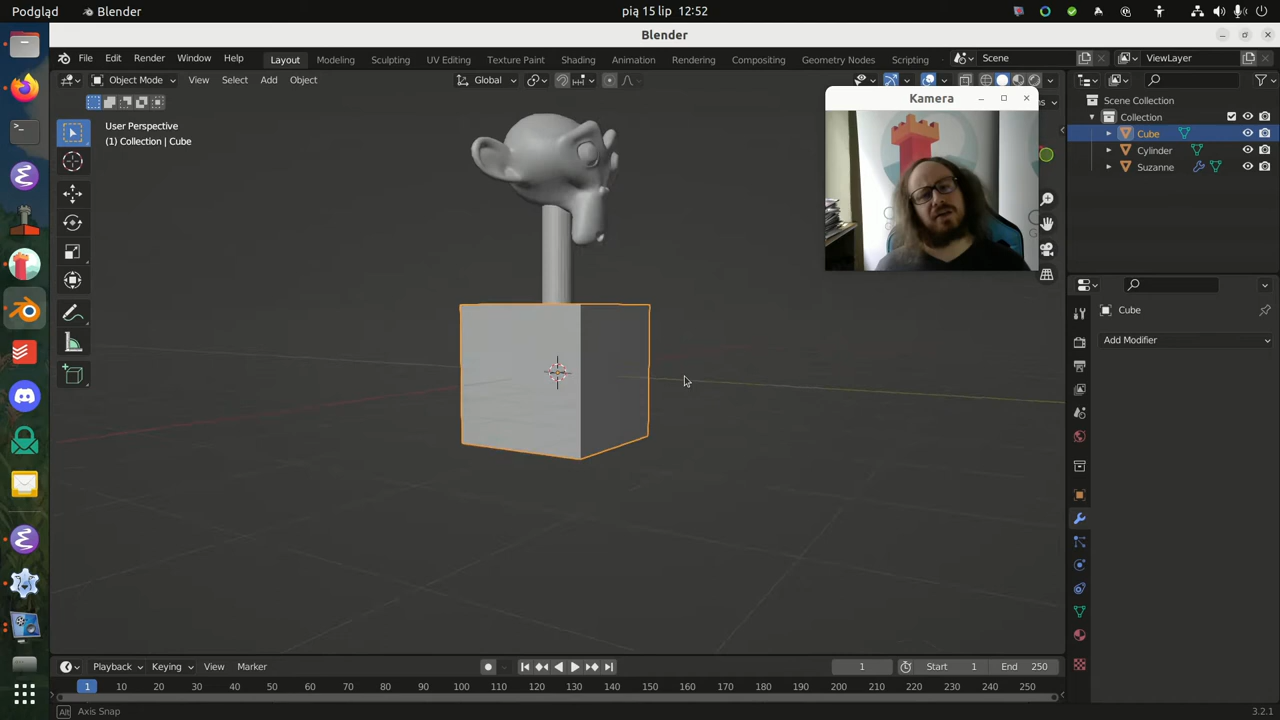 Podgląd
Blender
pią 15 lip 12:52
Blender
File Edit Render Window Help
Layout Modeling Sculpting UV Editing Texture Paint Shading Animation Rendering Compositing Geometry Nodes Scripting
Scene
ViewLayer
Object Mode View Select Add Object
Global
User Perspective
(1) Collection | Cube
Kamera
Scene Collection
Collection
Cube
Cylinder
Suzanne
Cube
Add Modifier
Playback Keying View Marker
1
Start 1
End 250
1 10 20 30 40 50 60 70 80 90 100 110 120 130 140 150 160 170 180 190 200 210 220 230 240 250
Alt Axis Snap
3.2.1